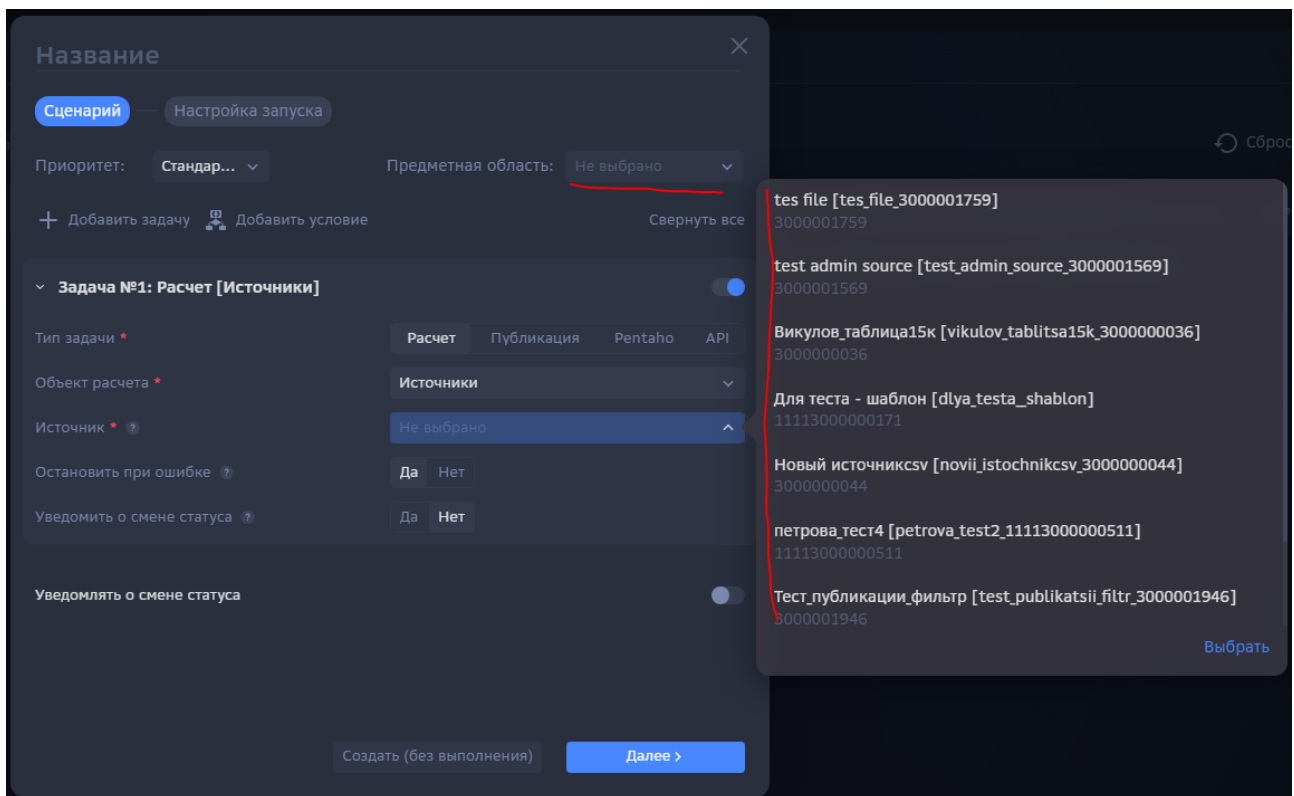 Название
Сценарий
Настройка запуска
Сброс
Приоритет: Стандар... Предметная область: Не выбрано
Добавить задачу Добавить условие Свернуть все
Задача №1: Расчет [Источники]
Тип задачи * Расчет Публикация Pentaho API
Объект расчета * Источники
Источник * ? Не выбрано
Остановить при ошибке ? Да Нет
Уведомить о смене статуса ? Да Нет
Уведомлять о смене статуса
Создать (без выполнения) Далее >
tes file [tes_file_3000001759]
3000001759
test admin source [test_admin_source_3000001569]
3000001569
Викулов_таблица15к [vikulov_tablitsa15k_3000000036]
3000000036
Для теста - шаблон [dlya_testa_shablon]
11113000000171
Новый источникcsv [novii_istochnikcsv_3000000044]
3000000044
петрова_тест4 [petrova_test2_11113000000511]
11113000000511
Тест_публикации_фильтр [test_publikatsii_filtr_3000001946]
3000001946
Выбрать